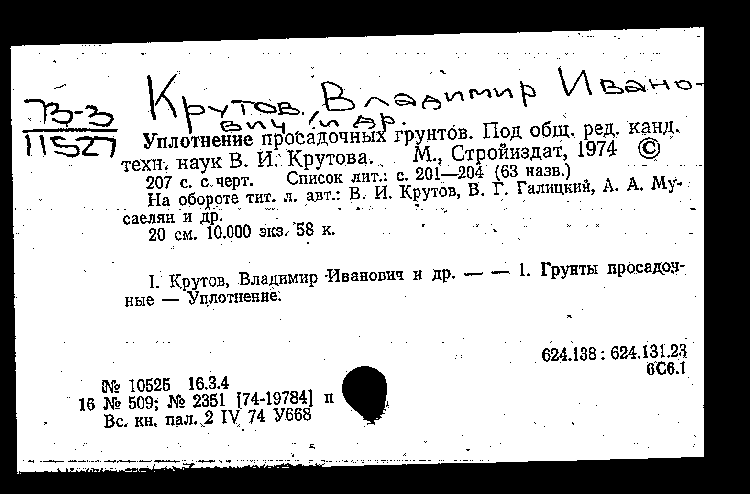 Крутов, Владимир Ивано-
вич и др.
В-3
11527
Уплотнение просадочных грунтов. Под общ. ред. канд.
техн. наук В. И. Крутова. М., Стройиздат, 1974 ©
207 с. с черт. Список лит.: с. 201—204 (63 назв.)
На обороте тит. л. авт.: В. И. Крутов, В. Г. Галицкий, А. А. Му-
саелян и др.
20 см. 10.000 экз. 58 к.
I. Крутов, Владимир Иванович и др. — — 1. Грунты просадоч-
ные — Уплотнение.
624.138 : 624.131.23
6С6.1
№ 10525 16.3.4
16 № 509; № 2351 [74-19784] п
Вс. кн. пал. 2 IV 74 У668